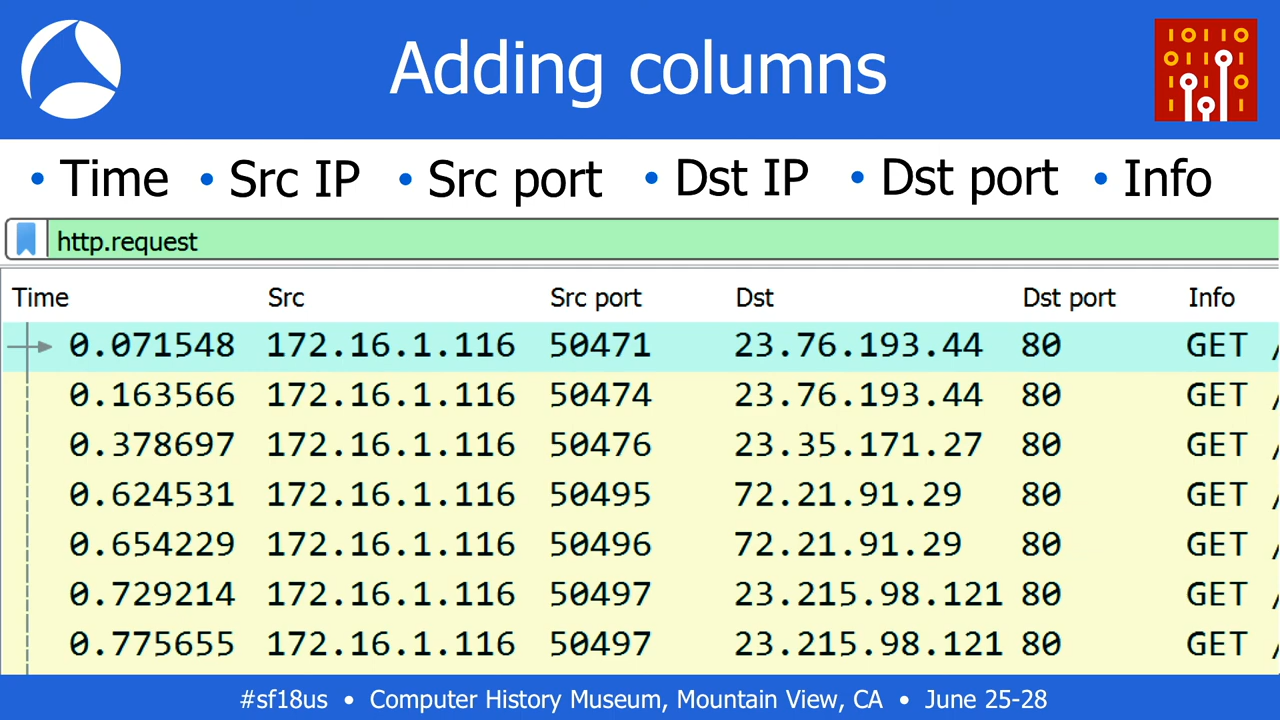 Adding columns
• Time • Src IP • Src port • Dst IP • Dst port • Info
http.request
Time Src Src port Dst Dst port Info
0.071548 172.16.1.116 50471 23.76.193.44 80 GET /
0.163566 172.16.1.116 50474 23.76.193.44 80 GET /
0.378697 172.16.1.116 50476 23.35.171.27 80 GET /
0.624531 172.16.1.116 50495 72.21.91.29 80 GET /
0.654229 172.16.1.116 50496 72.21.91.29 80 GET /
0.729214 172.16.1.116 50497 23.215.98.121 80 GET /
0.775655 172.16.1.116 50497 23.215.98.121 80 GET /
#sf18us • Computer History Museum, Mountain View, CA • June 25-28